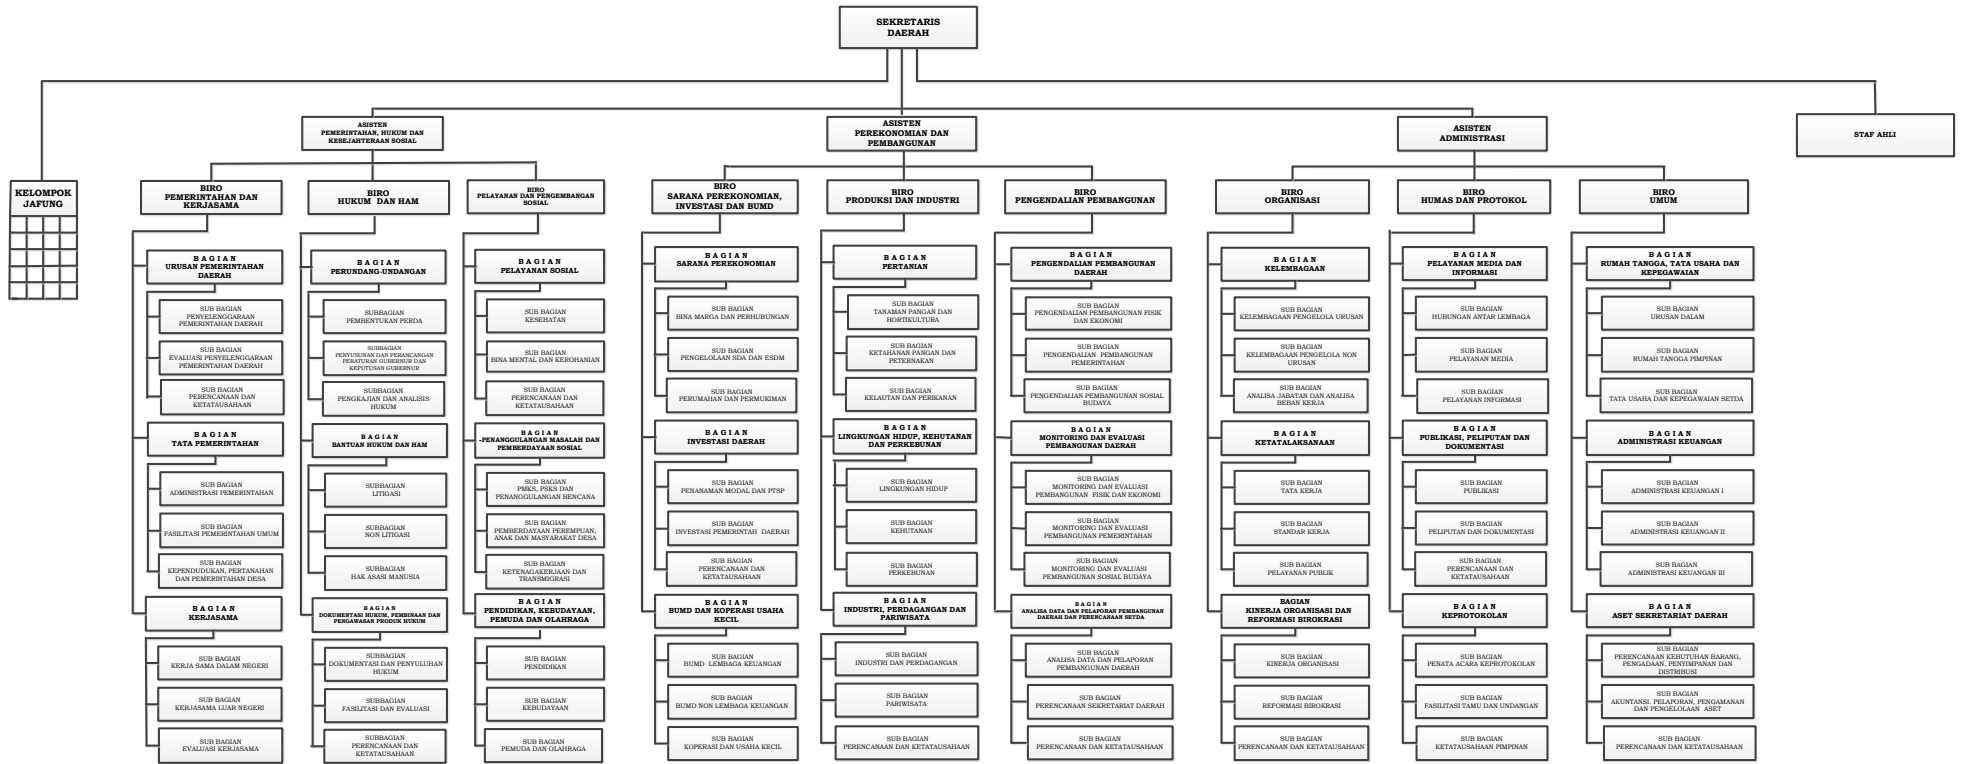 SEKRETARIS
DAERAH
ASISTEN
PEMERINTAHAN, HUKUM DAN
KESEJAHTERAAN SOSIAL
ASISTEN
PEREKONOMIAN DAN
PEMBANGUNAN
ASISTEN
ADMINISTRASI
STAF AHLI
KELOMPOK
JAFUNG
BIRO
PEMERINTAHAN DAN
KERJASAMA
BAGIAN
URUSAN PEMERINTAHAN
DAERAH
SUB BAGIAN
PENYELENGGARAAN
PEMERINTAHAN DAERAH
SUB BAGIAN
EVALUASI PENYELENGGARAAN
PEMERINTAHAN DAERAH
SUB BAGIAN
PERENCANAAN DAN
KETATAUSAHAAN
BAGIAN
TATA PEMERINTAHAN
SUB BAGIAN
ADMINISTRASI PEMERINTAHAN
SUB BAGIAN
FASILITASI PEMERINTAHAN UMUM
SUB BAGIAN
KEPENDUDUKAN, PERTANAHAN
DAN PEMERINTAHAN DESA
BAGIAN
KERJASAMA
SUB BAGIAN
KERJA SAMA DALAM NEGERI
SUB BAGIAN
KERJASAMA LUAR NEGERI
SUB BAGIAN
EVALUASI KERJASAMA
BIRO
HUKUM DAN HAM
BAGIAN
PERUNDANG-UNDANGAN
SUBBAGIAN
PEMBENTUKAN PERDA
SUBBAGIAN
PENYUSUNAN DAN PERANCANGAN
PERATURAN GUBERNUR DAN
KEPUTUSAN GUBERNUR
SUBBAGIAN
PENGKAJIAN DAN ANALISIS
HUKUM
BAGIAN
BANTUAN HUKUM DAN HAM
SUBBAGIAN
LITIGASI
SUBBAGIAN
NON LITIGASI
SUBBAGIAN
HAK ASASI MANUSIA
BAGIAN
DOKUMENTASI HUKUM, PEMBINAAN DAN
PENGAWASAN PRODUK HUKUM
SUBBAGIAN
DOKUMENTASI DAN PENYULUHAN
HUKUM
SUBBAGIAN
FASILITASI DAN EVALUASI
SUBBAGIAN
PERENCANAAN DAN
KETATAUSAHAAN
BIRO
PELAYANAN DAN PENGEMBANGAN
SOSIAL
BAGIAN
PELAYANAN SOSIAL
SUB BAGIAN
KESEHATAN
SUB BAGIAN
BINA MENTAL DAN KEROHANIAN
SUB BAGIAN
PERENCANAAN DAN
KETATAUSAHAAN
BAGIAN
-PENANGGULANGAN MASALAH DAN
PEMBERDAYAAN SOSIAL
SUB BAGIAN
PMKS, PSKS DAN
PENANGGULANGAN BENCANA
SUB BAGIAN
PEMBERDAYAAN PEREMPUAN,
ANAK DAN MASYARAKAT DESA
SUB BAGIAN
KETENAGAKERJAAN DAN
TRANSMIGRASI
BAGIAN
PENDIDIKAN, KEBUDAYAAN,
PEMUDA DAN OLAHRAGA
SUB BAGIAN
PENDIDIKAN
SUB BAGIAN
KEBUDAYAAN
SUB BAGIAN
PEMUDA DAN OLAHRAGA
BIRO
SARANA PEREKONOMIAN,
INVESTASI DAN BUMD
BAGIAN
SARANA PEREKONOMIAN
SUB BAGIAN
BINA MARGA DAN PERHUBUNGAN
SUB BAGIAN
PENGELOLAAN SDA DAN ESDM
SUB BAGIAN
PERUMAHAN DAN PERMUKIMAN
BAGIAN
INVESTASI DAERAH
SUB BAGIAN
PENANAMAN MODAL DAN PTSP
SUB BAGIAN
INVESTASI PEMERINTAH DAERAH
SUB BAGIAN
PERENCANAAN DAN
KETATAUSAHAAN
BAGIAN
BUMD DAN KOPERASI USAHA
KECIL
SUB BAGIAN
BUMD LEMBAGA KEUANGAN
SUB BAGIAN
BUMD NON LEMBAGA KEUANGAN
SUB BAGIAN
KOPERASI DAN USAHA KECIL
BIRO
PRODUKSI DAN INDUSTRI
BAGIAN
PERTANIAN
SUB BAGIAN
TANAMAN PANGAN DAN
HORTIKULTURA
SUB BAGIAN
KETAHANAN PANGAN DAN
PETERNAKAN
SUB BAGIAN
KELAUTAN DAN PERIKANAN
BAGIAN
LINGKUNGAN HIDUP, KEHUTANAN
DAN PERKEBUNAN
SUB BAGIAN
LINGKUNGAN HIDUP
SUB BAGIAN
KEHUTANAN
SUB BAGIAN
PERKEBUNAN
BAGIAN
INDUSTRI, PERDAGANGAN DAN
PARIWISATA
SUB BAGIAN
INDUSTRI DAN PERDAGANGAN
SUB BAGIAN
PARIWISATA
SUB BAGIAN
PERENCANAAN DAN KETATAUSAHAAN
BIRO
PENGENDALIAN PEMBANGUNAN
BAGIAN
PENGENDALIAN PEMBANGUNAN
DAERAH
SUB BAGIAN
PENGENDALIAN PEMBANGUNAN FISIK
DAN EKONOMI
SUB BAGIAN
PENGENDALIAN PEMBANGUNAN
PEMERINTAHAN
SUB BAGIAN
PENGENDALIAN PEMBANGUNAN SOSIAL
BUDAYA
BAGIAN
MONITORING DAN EVALUASI
PEMBANGUNAN DAERAH
SUB BAGIAN
MONITORING DAN EVALUASI
PEMBANGUNAN FISIK DAN EKONOMI
SUB BAGIAN
MONITORING DAN EVALUASI
PEMBANGUNAN PEMERINTAHAN
SUB BAGIAN
MONITORING DAN EVALUASI
PEMBANGUNAN SOSIAL BUDAYA
BAGIAN
ANALISA DATA DAN PELAPORAN PEMBANGUNAN
DAERAH DAN PERENCANAAN SETDA
SUB BAGIAN
ANALISA DATA DAN PELAPORAN
PEMBANGUNAN DAERAH
SUB BAGIAN
PERENCANAAN SEKRETARIAT DAERAH
SUB BAGIAN
PERENCANAAN DAN KETATAUSAHAAN
BIRO
ORGANISASI
BAGIAN
KELEMBAGAAN
SUB BAGIAN
KELEMBAGAAN PENGELOLA URUSAN
SUB BAGIAN
KELEMBAGAAN PENGELOLA NON
URUSAN
SUB BAGIAN
ANALISA JABATAN DAN ANALISA
BEBAN KERJA
BAGIAN
KETATALAKSANAAN
SUB BAGIAN
TATA KERJA
SUB BAGIAN
STANDAR KERJA
SUB BAGIAN
PELAYANAN PUBLIK
BAGIAN
KINERJA ORGANISASI DAN
REFORMASI BIROKRASI
SUB BAGIAN
KINERJA ORGANISASI
SUB BAGIAN
REFORMASI BIROKRASI
SUB BAGIAN
PERENCANAAN DAN KETATAUSAHAAN
BIRO
HUMAS DAN PROTOKOL
BAGIAN
PELAYANAN MEDIA DAN
INFORMASI
SUB BAGIAN
HUBUNGAN ANTAR LEMBAGA
SUB BAGIAN
PELAYANAN MEDIA
SUB BAGIAN
PELAYANAN INFORMASI
BAGIAN
PUBLIKASI, PELIPUTAN DAN
DOKUMENTASI
SUB BAGIAN
PUBLIKASI
SUB BAGIAN
PELIPUTAN DAN DOKUMENTASI
SUB BAGIAN
PERENCANAAN DAN
KETATAUSAHAAN
BAGIAN
KEPROTOKOLAN
SUB BAGIAN
PENATA ACARA KEPROTOKOLAN
SUB BAGIAN
FASILITASI TAMU DAN UNDANGAN
SUB BAGIAN
KETATAUSAHAAN PIMPINAN
BIRO
UMUM
BAGIAN
RUMAH TANGGA, TATA USAHA DAN
KEPEGAWAIAN
SUB BAGIAN
URUSAN DALAM
SUB BAGIAN
RUMAH TANGGA PIMPINAN
SUB BAGIAN
TATA USAHA DAN KEPEGAWAIAN SETDA
BAGIAN
ADMINISTRASI KEUANGAN
SUB BAGIAN
ADMINISTRASI KEUANGAN I
SUB BAGIAN
ADMINISTRASI KEUANGAN II
SUB BAGIAN
ADMINISTRASI KEUANGAN III
BAGIAN
ASET SEKRETARIAT DAERAH
SUB BAGIAN
PERENCANAAN KEBUTUHAN BARANG,
PENGADAAN, PENYIMPANAN DAN
DISTRIBUSI
SUB BAGIAN
AKUNTANSI. PELAPORAN, PENGAMANAN
DAN PENGELOLAAN ASET
SUB BAGIAN
PERENCANAAN DAN KETATAUSAHAAN